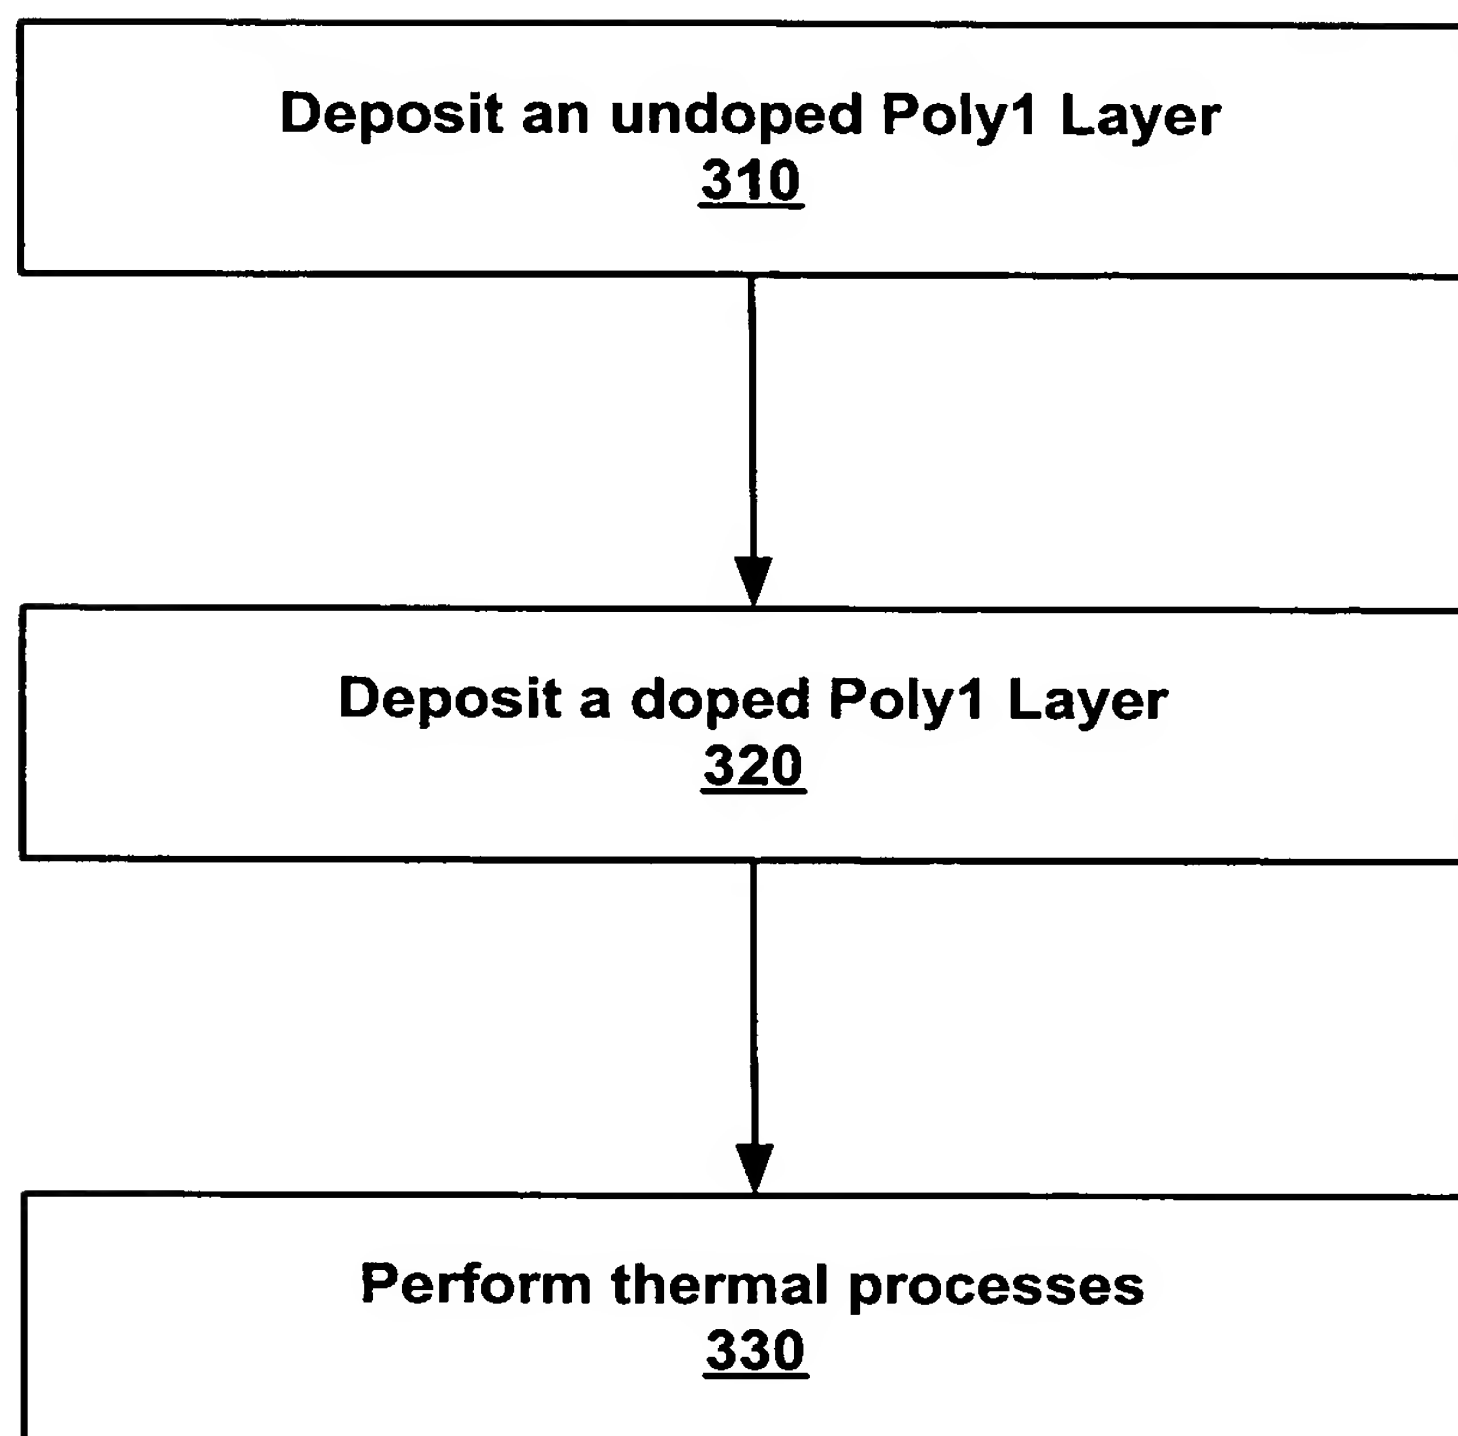 Deposit an undoped Poly1 Layer
310
Deposit a doped Poly1 Layer
320
Perform thermal processes
330